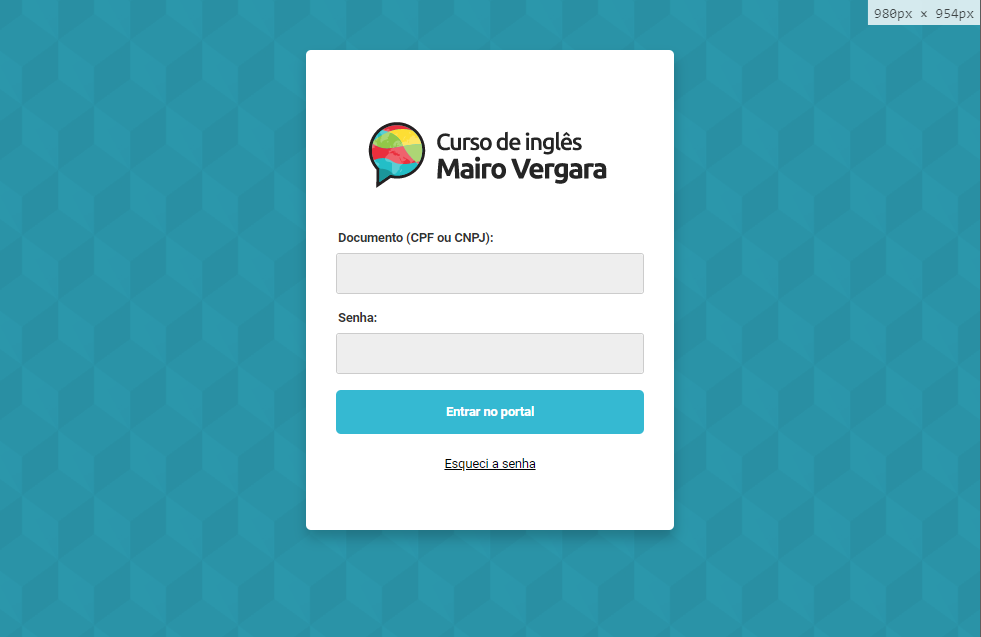 980px × 954px
Curso de inglês
Mairo Vergara
Documento (CPF ou CNPJ):
Senha:
Entrar no portal
Esqueci a senha